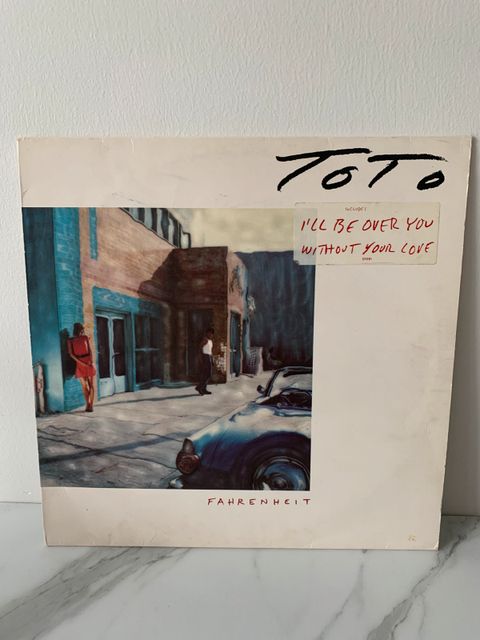 TOTO
INCLUDES
I'LL BE OVER YOU
WITHOUT YOUR LOVE
FAHRENHEIT